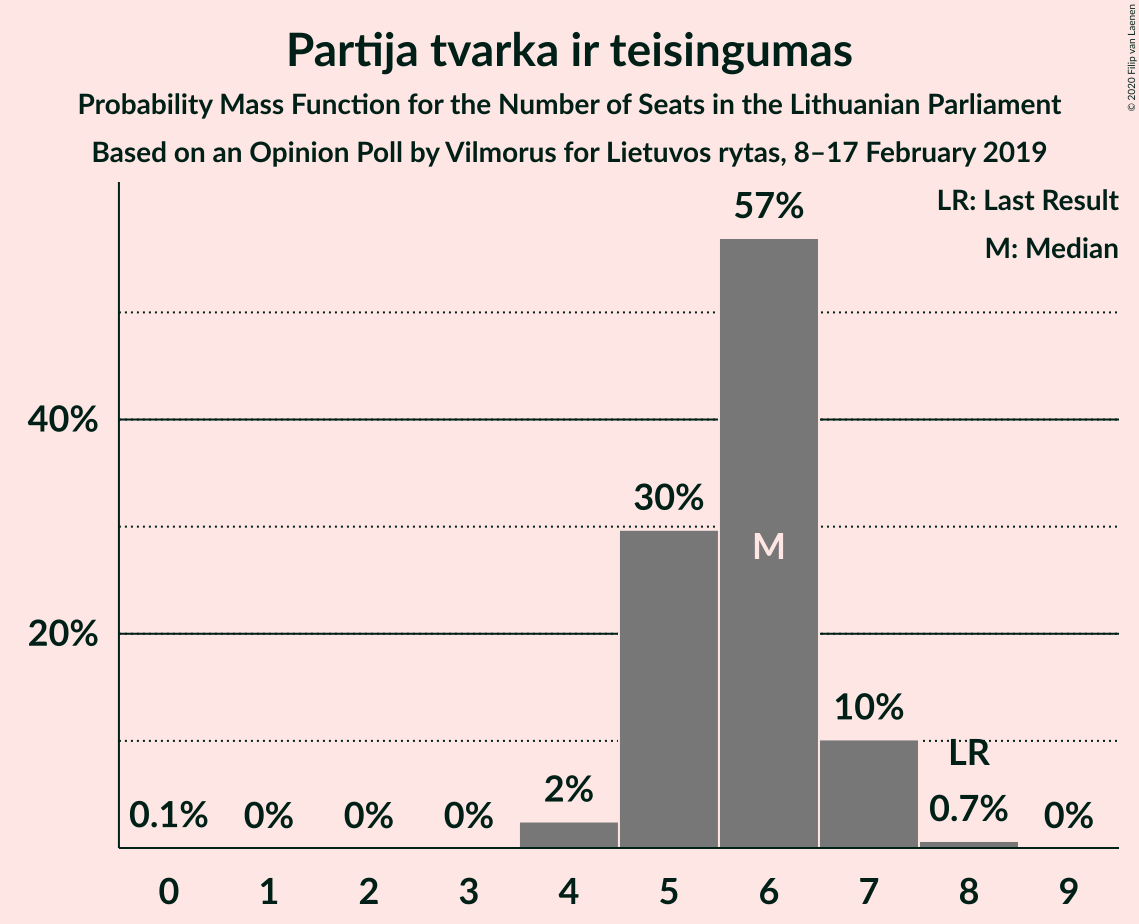 Partija tvarka ir teisingumas
Probability Mass Function for the Number of Seats in the Lithuanian Parliament
Based on an Opinion Poll by Vilmorus for Lietuvos rytas, 8–17 February 2019
© 2020 Filip van Laenen
LR: Last Result
M: Median
57%
40%
30%
M
20%
10%
LR
2%
0.1% 0% 0% 0% 0.7% 0%
0 1 2 3 4 5 6 7 8 9